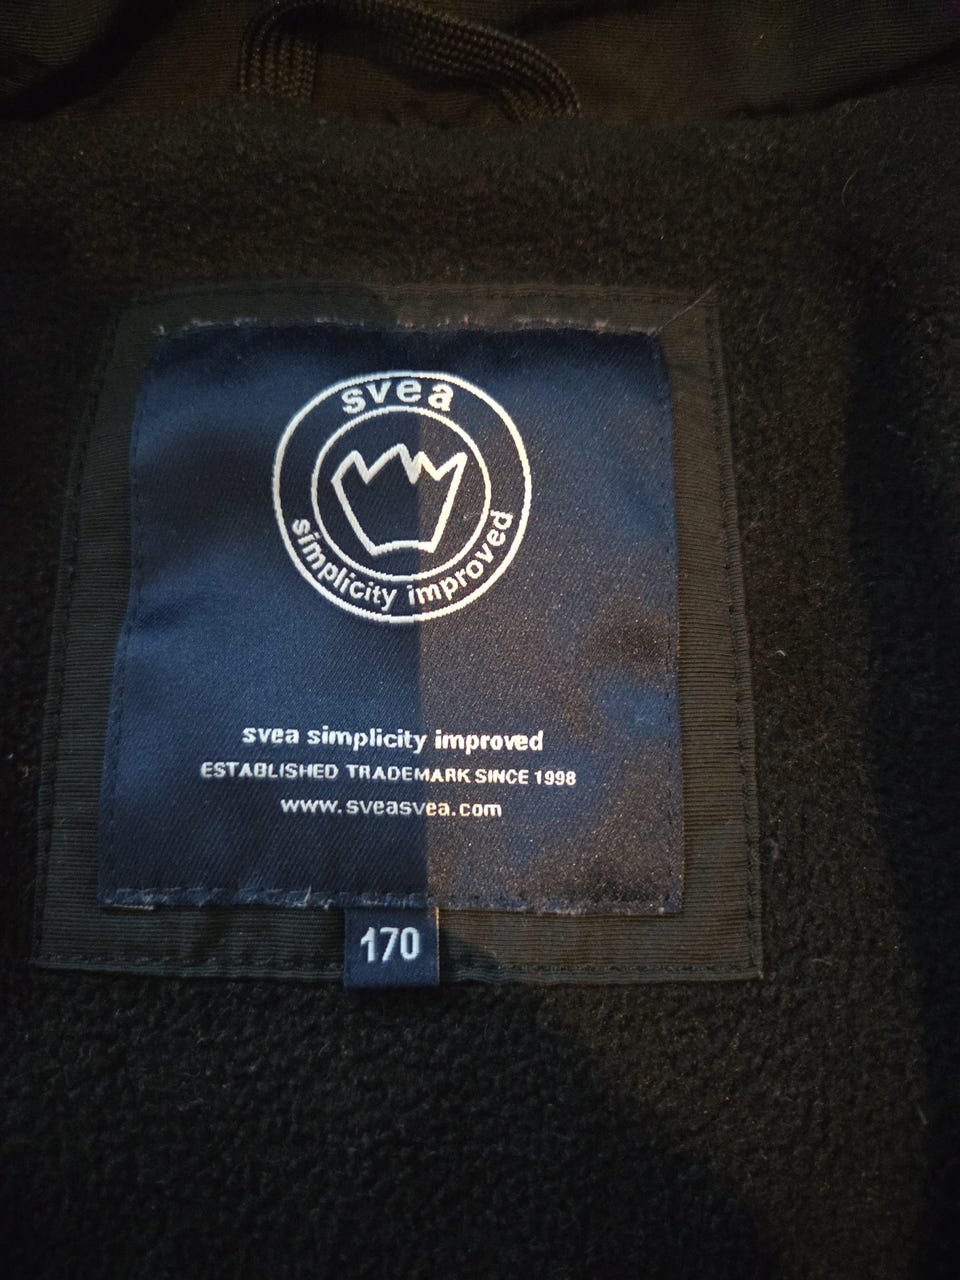 svea
simplicity improved
svea simplicity improved
ESTABLISHED TRADEMARK SINCE 1998
www.sveasvea.com
170